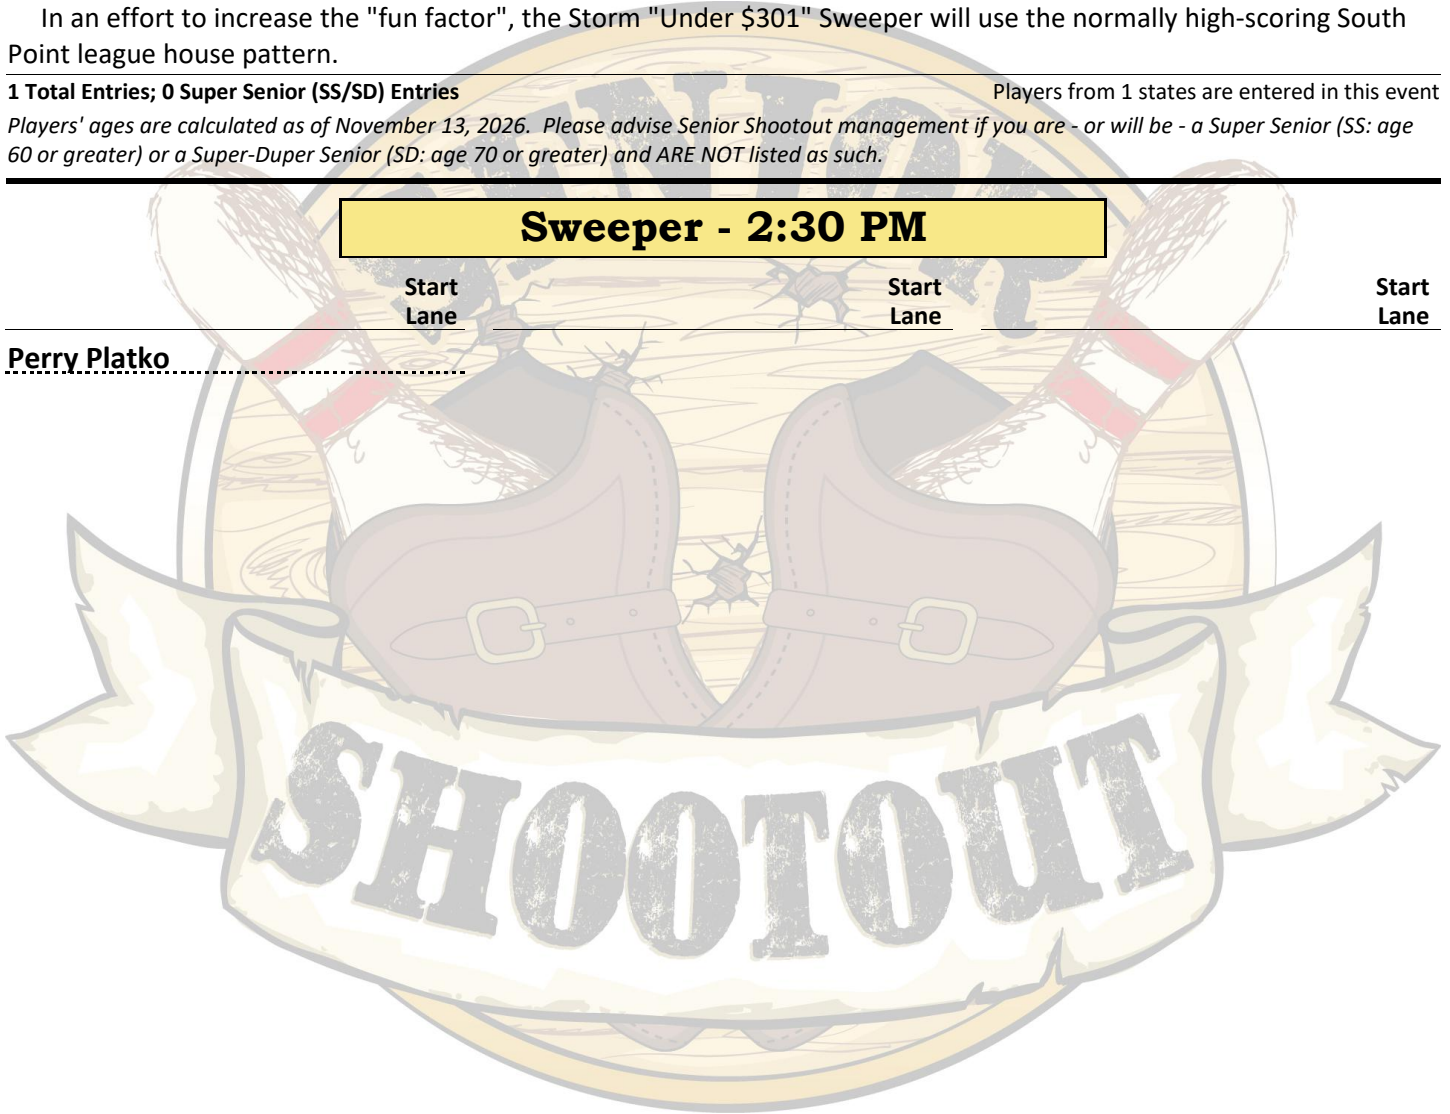 In an effort to increase the "fun factor", the Storm "Under $301" Sweeper will use the normally high-scoring South
Point league house pattern.
1 Total Entries; 0 Super Senior (SS/SD) Entries
Players from 1 states are entered in this event
Players' ages are calculated as of November 13, 2026. Please advise Senior Shootout management if you are - or will be - a Super Senior (SS: age
60 or greater) or a Super-Duper Senior (SD: age 70 or greater) and ARE NOT listed as such.
SENIOR
Sweeper - 2:30 PM
Start
Lane
Start
Lane
Start
Lane
Perry Platko
SHOOTOUT